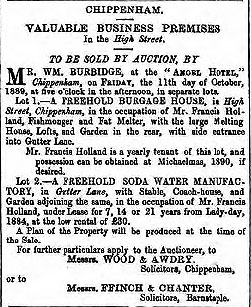 CHIPPENHAM.
VALUABLE BUSINESS PREMISES
In the High Street.
TO BE SOLD BY AUCTION, BY
MR. WM. BURBIDGE, at the "ANGEL HOTEL,"
Chippenham, on FRIDAY, the 11th day of October,
1889, at five o'clock in the afternoon, in separate lots.
Lot 1.—A FREEHOLD BURGAGE HOUSE, in High
Street, Chippenham, in the occupation of Mr. Francis Hol-
land, Fishmonger and Fat Melter, with the large Melting
House, Lofts, and Garden in the rear, with side entrance
into Gutter Lane.
Mr. Francis Holland is a yearly tenant of this lot, and
possession can be obtained at Michaelmas, 1890, if
desired.
Lot 2.—A FREEHOLD SODA WATER MANUFAC-
TORY, in Gutter Lane, with Stable, Coach-house, and
Garden adjoining the same, in the occupation of Mr. Francis
Holland, under Lease for 7, 14 or 21 years from Lady-day,
1884, at the low rental of £30.
A Plan of the Property will be produced at the time of
the Sale.
For further particulars apply to the Auctioneer, to
Messrs. WOOD & AWDRY,
Solicitors, Chippenham,
or to
Messrs. FFINCH & CHANTER,
Solicitors, Barnstaple.